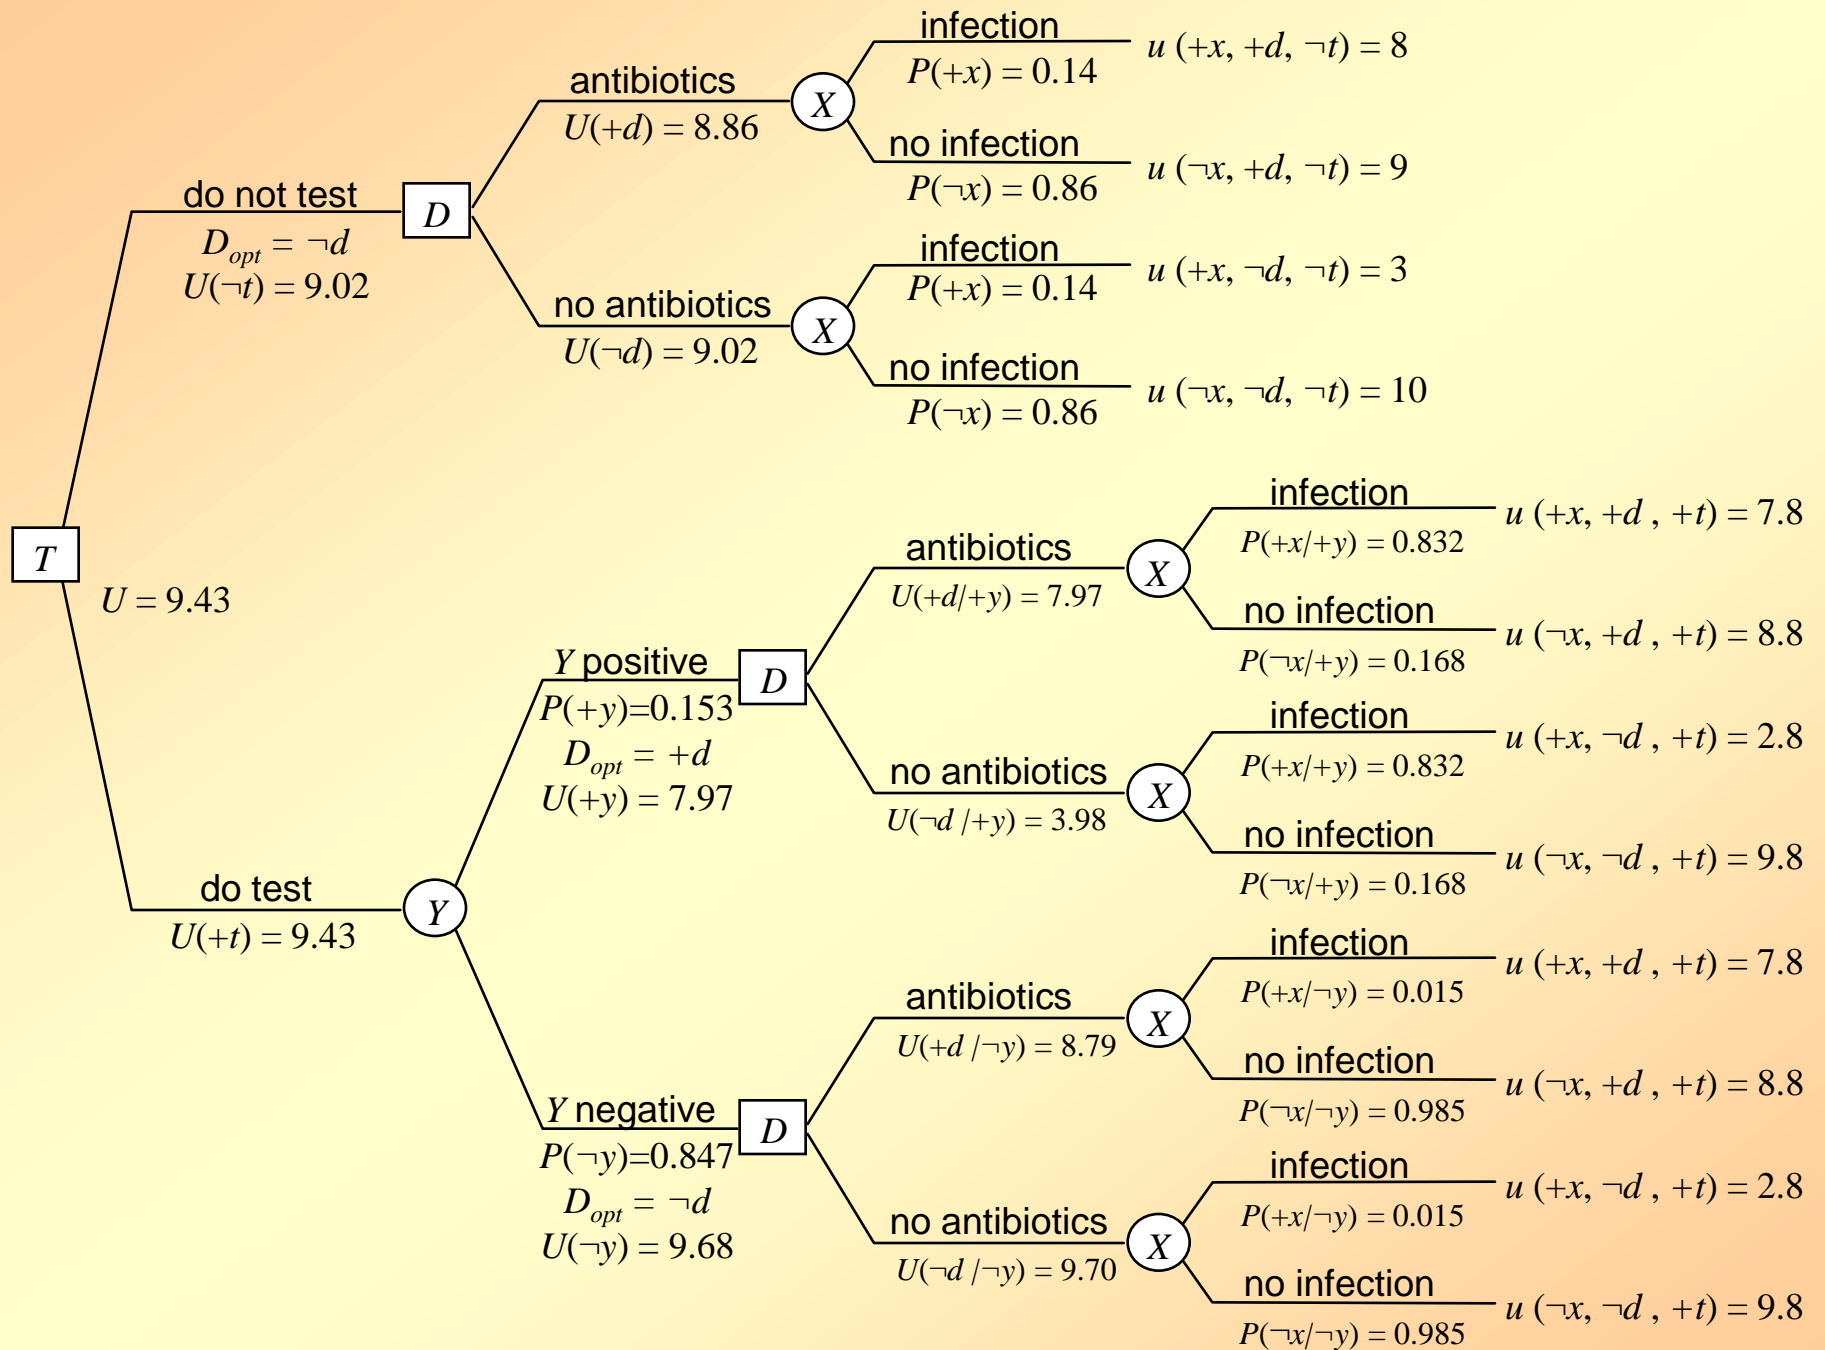 infection
u (+x, +d, ¬t) = 8
P(+x) = 0.14
antibiotics
U(+d) = 8.86
X
no infection
u (¬x, +d, ¬t) = 9
P(¬x) = 0.86
do not test
D_opt = ¬d
U(¬t) = 9.02
D
infection
u (+x, ¬d, ¬t) = 3
P(+x) = 0.14
no antibiotics
U(¬d) = 9.02
X
no infection
u (¬x, ¬d, ¬t) = 10
P(¬x) = 0.86
T
U = 9.43
infection
u (+x, +d , +t) = 7.8
P(+x/+y) = 0.832
antibiotics
U(+d/+y) = 7.97
X
no infection
u (¬x, +d , +t) = 8.8
P(¬x/+y) = 0.168
Y positive
P(+y)=0.153
D_opt = +d
U(+y) = 7.97
D
infection
u (+x, ¬d , +t) = 2.8
P(+x/+y) = 0.832
no antibiotics
U(¬d /+y) = 3.98
X
no infection
u (¬x, ¬d , +t) = 9.8
P(¬x/+y) = 0.168
do test
U(+t) = 9.43
Y
infection
u (+x, +d , +t) = 7.8
P(+x/¬y) = 0.015
antibiotics
U(+d /¬y) = 8.79
X
no infection
u (¬x, +d , +t) = 8.8
P(¬x/¬y) = 0.985
Y negative
P(¬y)=0.847
D_opt = ¬d
U(¬y) = 9.68
D
infection
u (+x, ¬d , +t) = 2.8
P(+x/¬y) = 0.015
no antibiotics
U(¬d /¬y) = 9.70
X
no infection
u (¬x, ¬d , +t) = 9.8
P(¬x/¬y) = 0.985